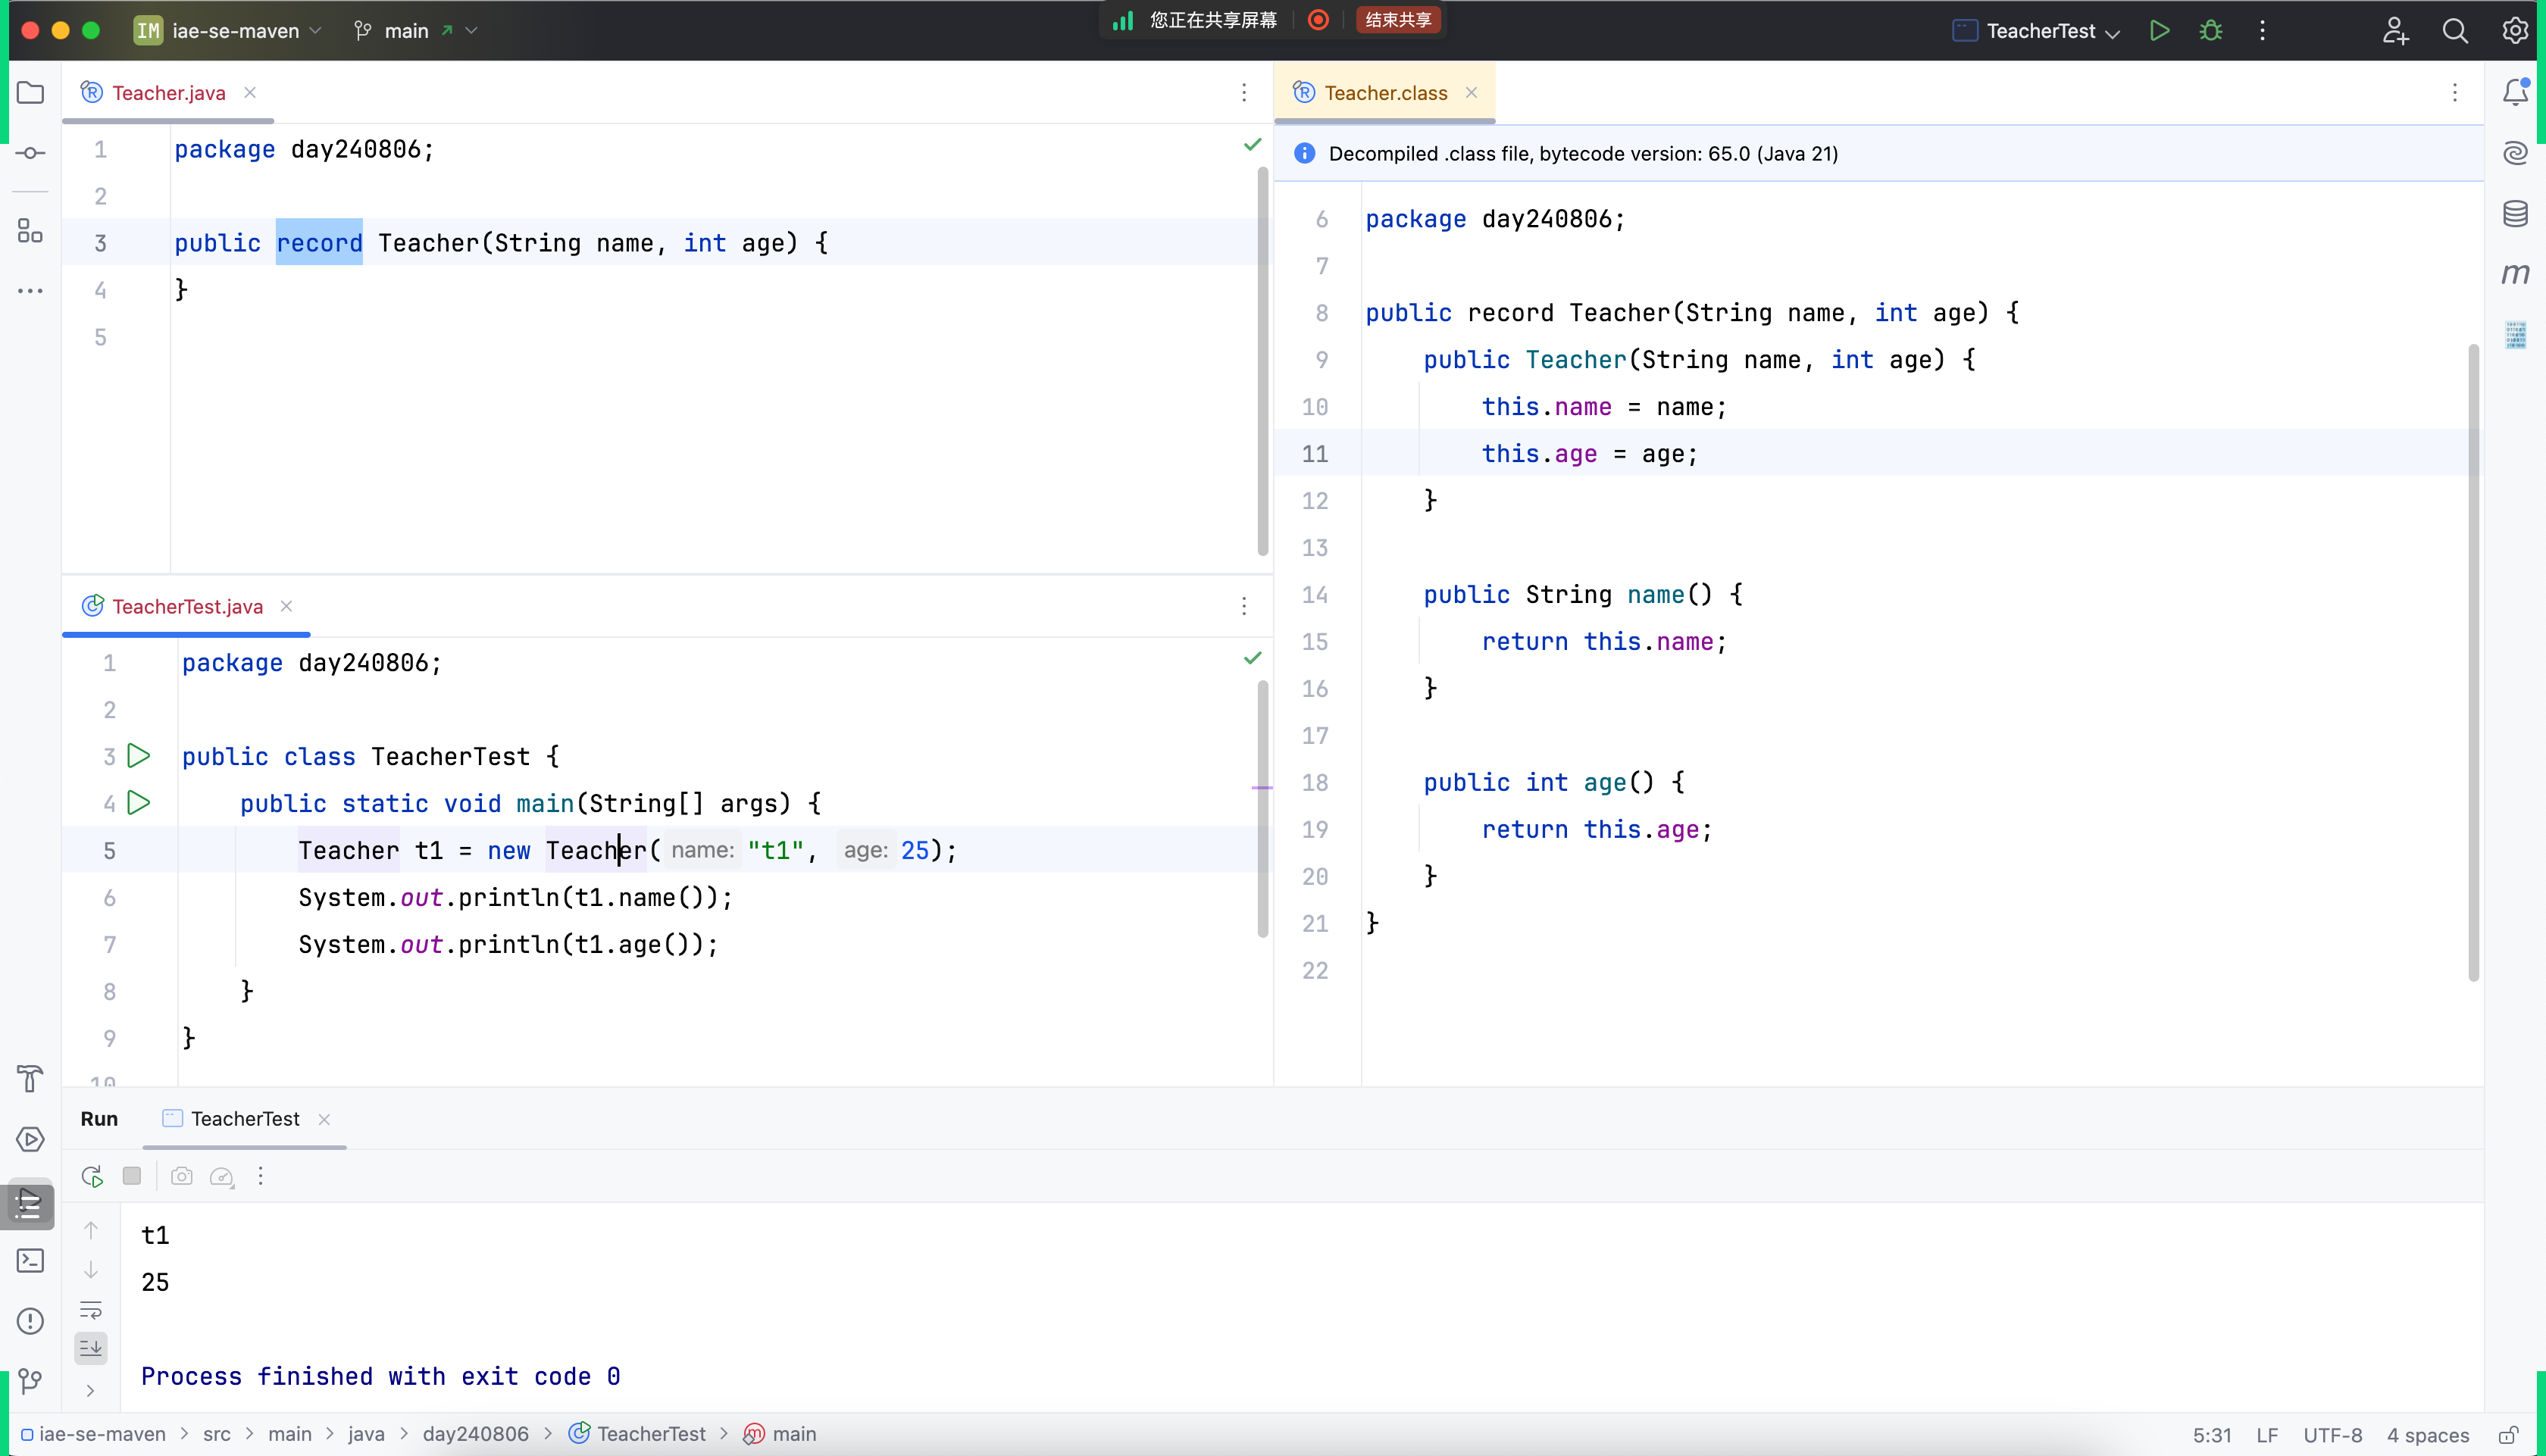 IM iae-se-maven main 您正在共享屏幕 结束共享 TeacherTest
Teacher.java
1 package day240806;
2
3 public record Teacher(String name, int age) {
4 }
5
TeacherTest.java
1 package day240806;
2
3 public class TeacherTest {
4 public static void main(String[] args) {
5 Teacher t1 = new Teacher( name: "t1", age: 25);
6 System.out.println(t1.name());
7 System.out.println(t1.age());
8 }
9 }
10
Teacher.class
Decompiled .class file, bytecode version: 65.0 (Java 21)
6 package day240806;
7
8 public record Teacher(String name, int age) {
9 public Teacher(String name, int age) {
10 this.name = name;
11 this.age = age;
12 }
13
14 public String name() {
15 return this.name;
16 }
17
18 public int age() {
19 return this.age;
20 }
21 }
22
m
Run TeacherTest
t1
25
Process finished with exit code 0
iae-se-maven > src > main > java > day240806 > TeacherTest > main 5:31 LF UTF-8 4 spaces